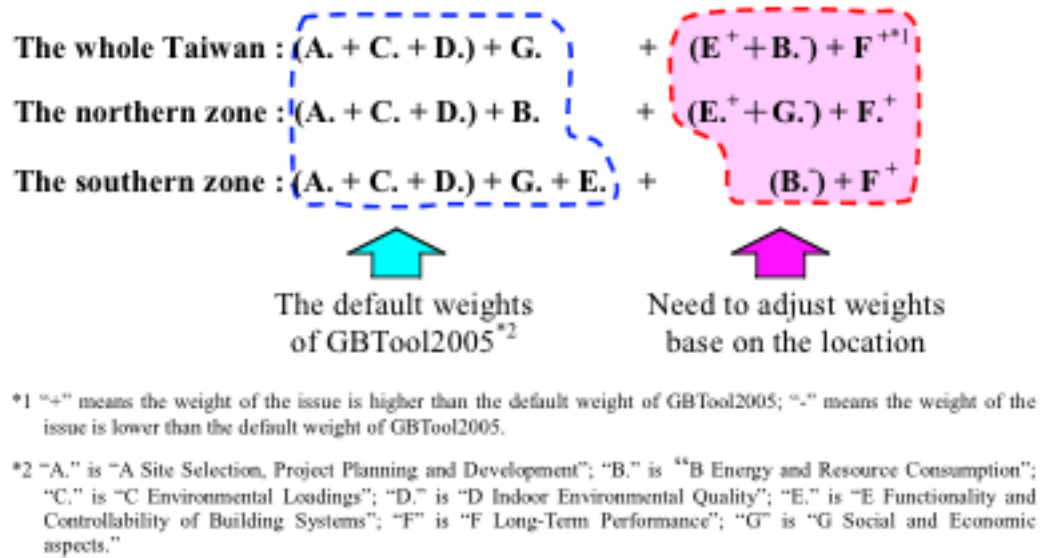 The whole Taiwan : (A. + C. + D.) + G. + (E⁺ + B.⁻) + F⁺*¹
The northern zone : (A. + C. + D.) + B. + (E.⁺ + G.⁻) + F.⁺
The southern zone : (A. + C. + D.) + G. + E. + (B.⁻) + F⁺
The default weights
of GBTool2005*²
Need to adjust weights
base on the location
*1 “+” means the weight of the issue is higher than the default weight of GBTool2005; “-” means the weight of the
issue is lower than the default weight of GBTool2005.
*2 “A.” is “A Site Selection, Project Planning and Development”; “B.” is “B Energy and Resource Consumption”;
“C.” is “C Environmental Loadings”; “D.” is “D Indoor Environmental Quality”; “E.” is “E Functionality and
Controllability of Building Systems”; “F” is “F Long-Term Performance”; “G” is “G Social and Economic
aspects.”